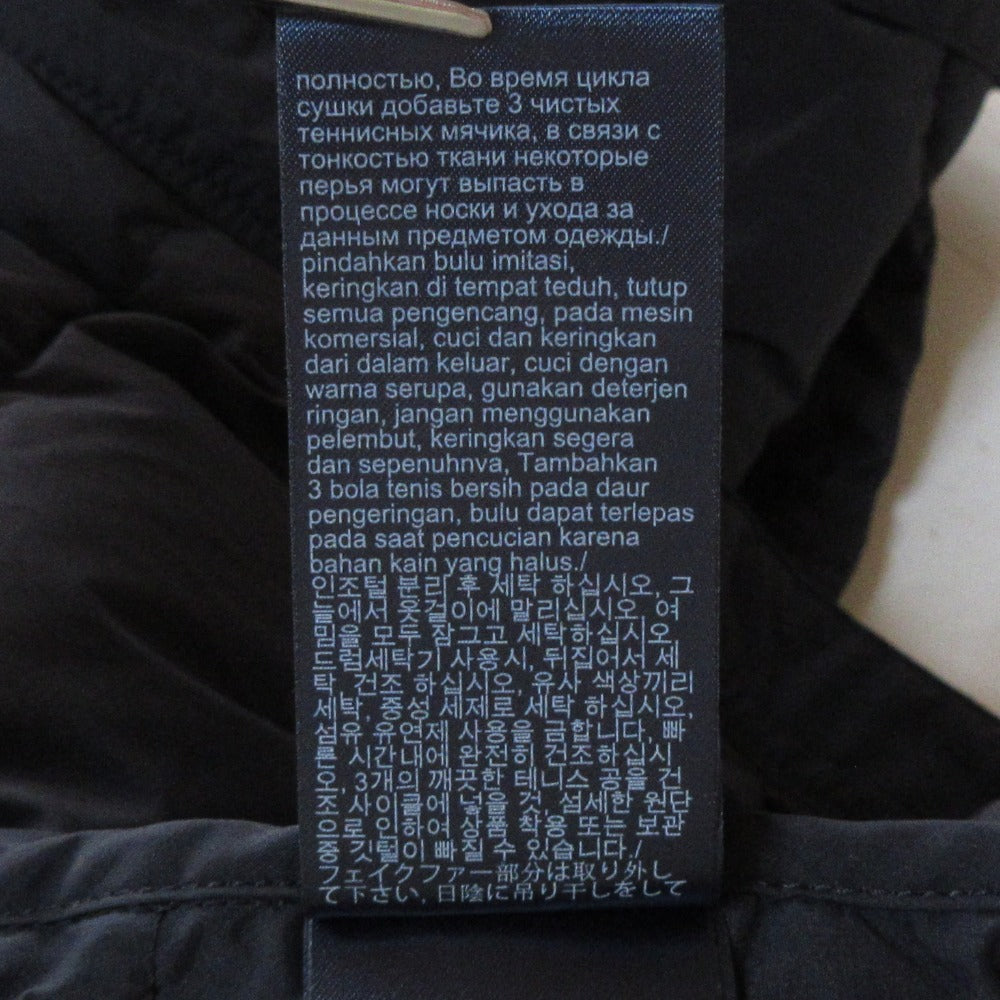 полностью, Во время цикла
сушки добавьте 3 чистых
теннисных мячика, в связи с
тонкостью ткани некоторые
перья могут выпасть в
процессе носки и ухода за
данным предметом одежды./
pindahkan bulu imitasi,
keringkan di tempat teduh, tutup
semua pengencang, pada mesin
komersial, cuci dan keringkan
dari dalam keluar, cuci dengan
warna serupa, gunakan deterjen
ringan, jangan menggunakan
pelembut, keringkan segera
dan sepenuhnva, Tambahkan
3 bola tenis bersih pada daur
pengeringan, bulu dapat terlepas
pada saat pencucian karena
bahan kain yang halus./
인조털 분리 후 세탁 하십시오, 그
늘에서 옷걸이에 말리십시오, 여
밈을 모두 잠그고 세탁하십시오,
드럼세탁기 사용시, 뒤집어서 세
탁, 건조 하십시오, 유사 색상끼리
세탁, 중성 세제로 세탁 하십시오,
섬유 유연제 사용을 금합니다, 빠
른 시간내에 완전히 건조하십시
오, 3개의 깨끗한 테니스 공을 건
조 사이클에 넣을것, 섬세한 원단
으로인하여 상품 착용 또는 보관
중 깃털이 빠질 수 있습니다./
フェイクファー部分は取り外し
て下さい, 日陰に吊り干しをして